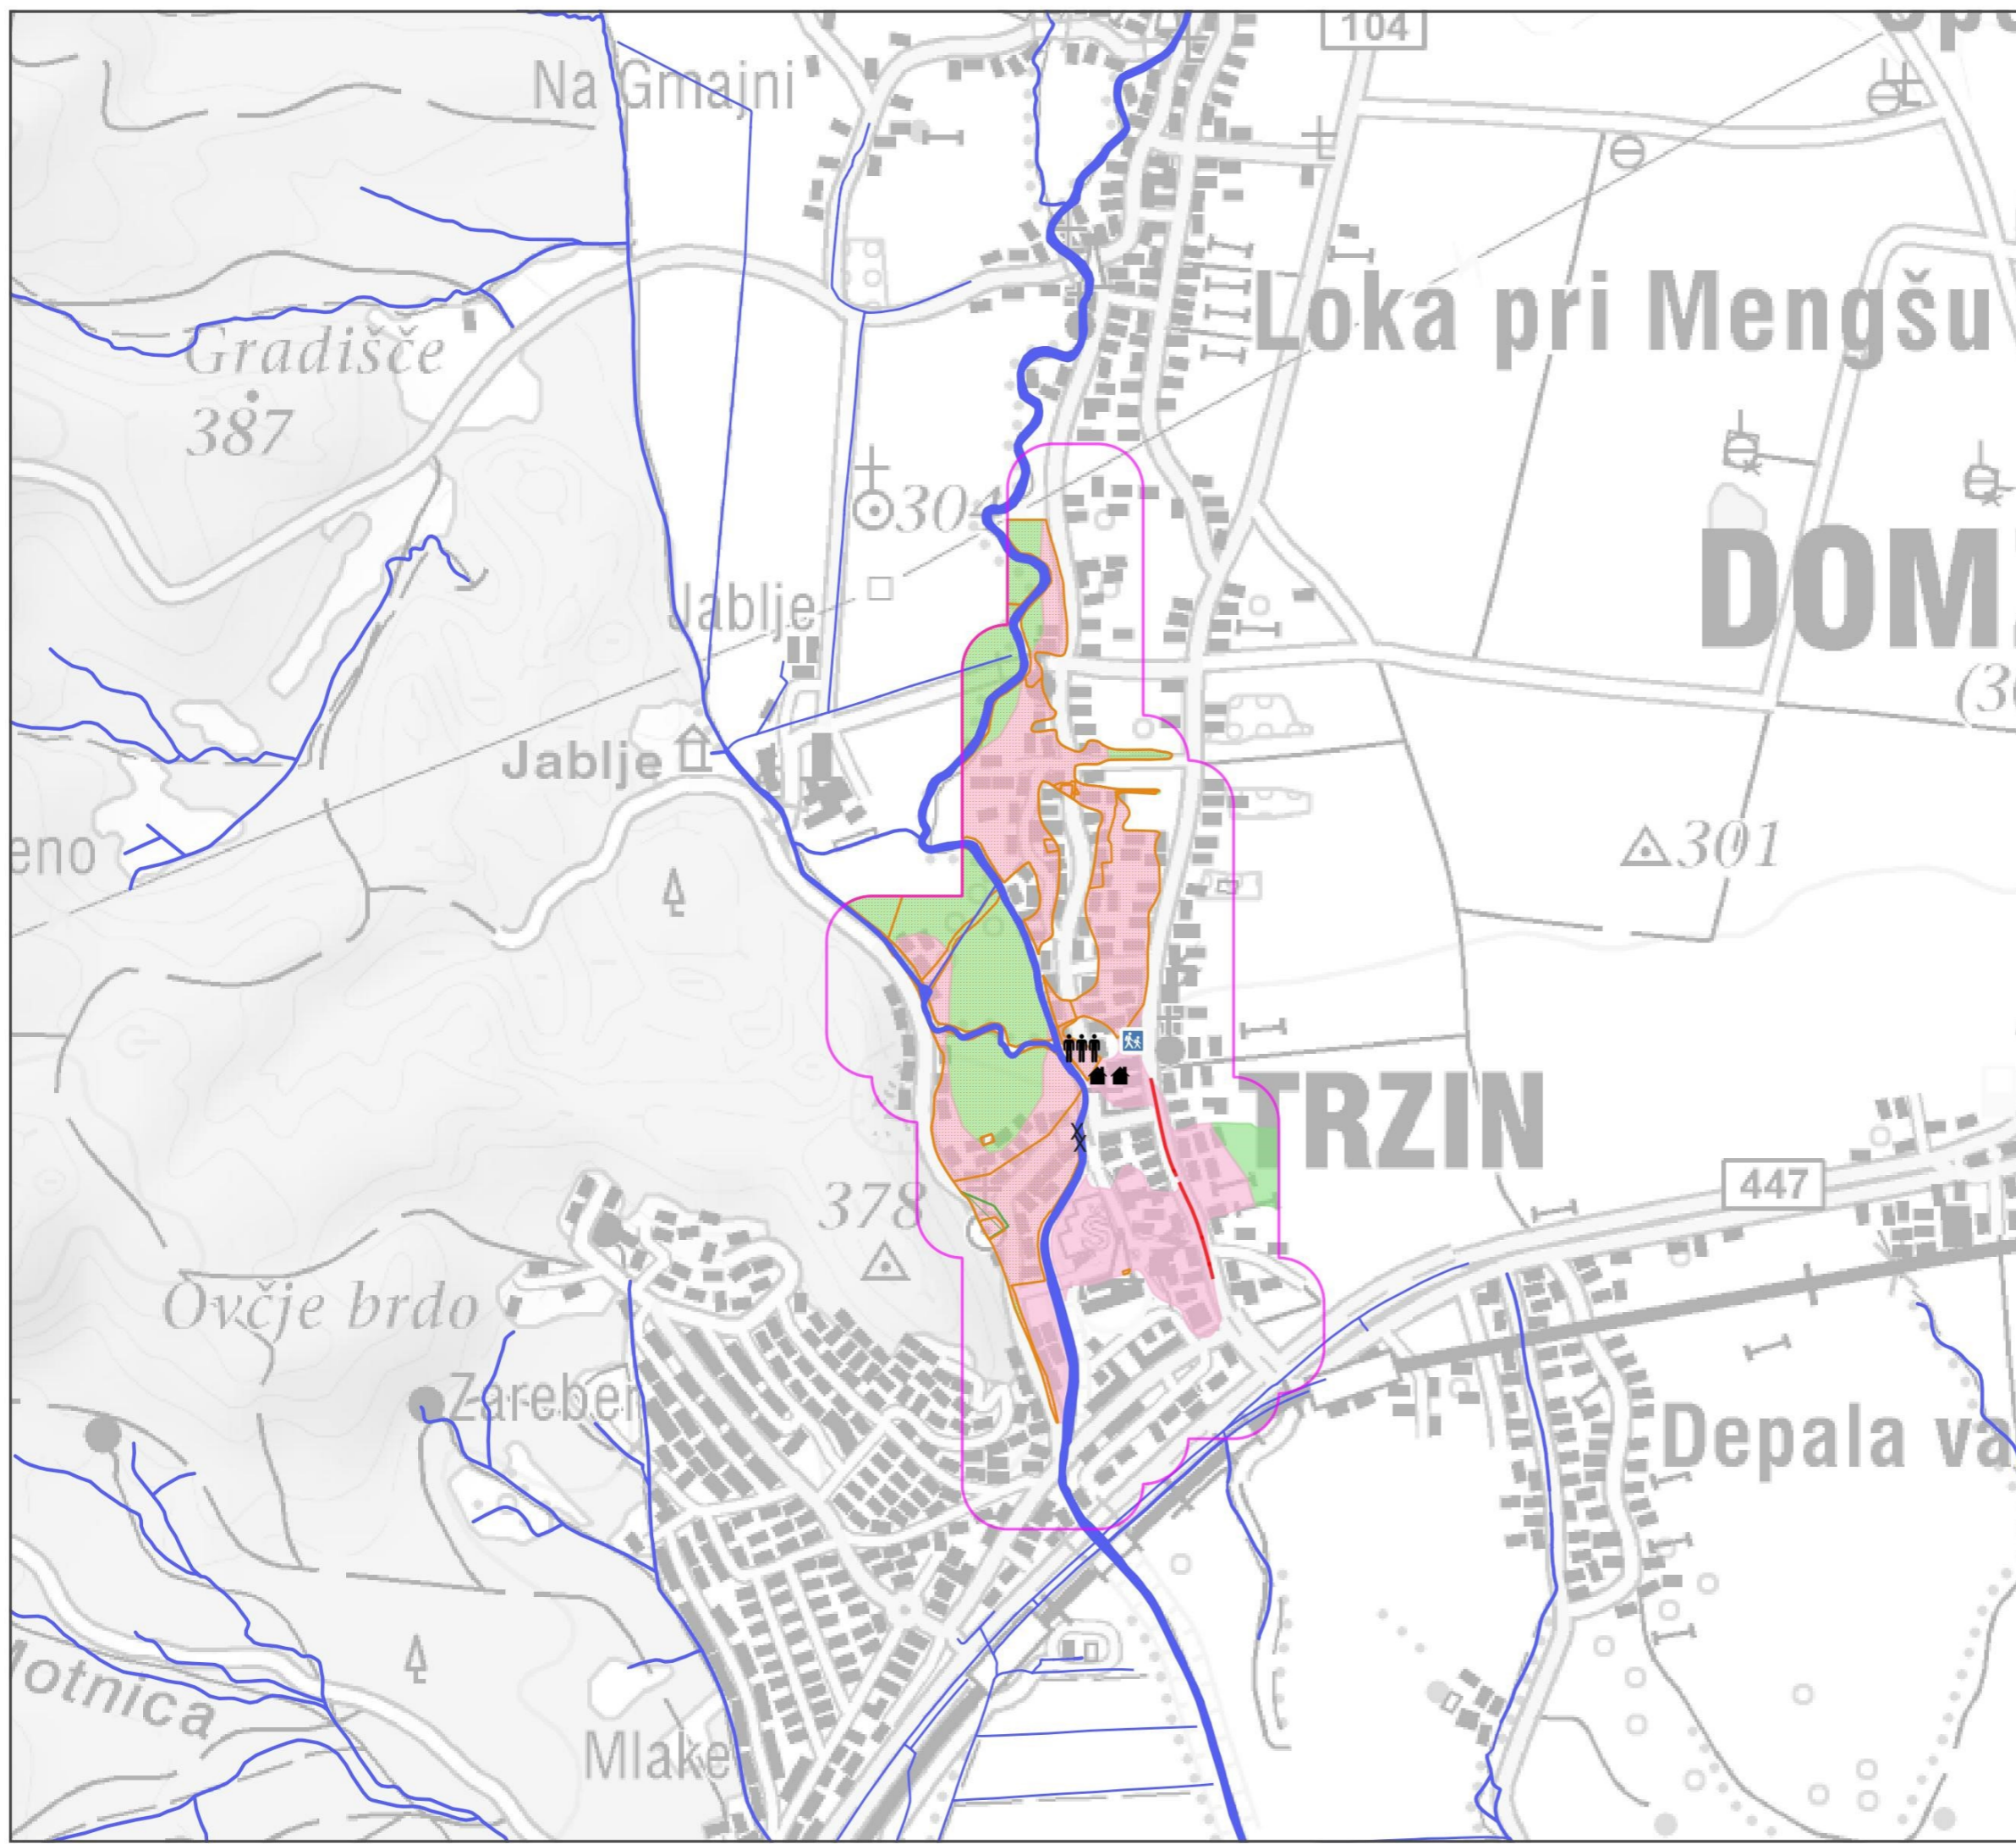 104
Na Gmajni
Loka pri Mengšu
Gradišče
387
304
DOM
Jablje
(3
Jablje
301
eno
TRZIN
447
378
Ovčje brdo
Zareber
Depala va
Mlake
otnica